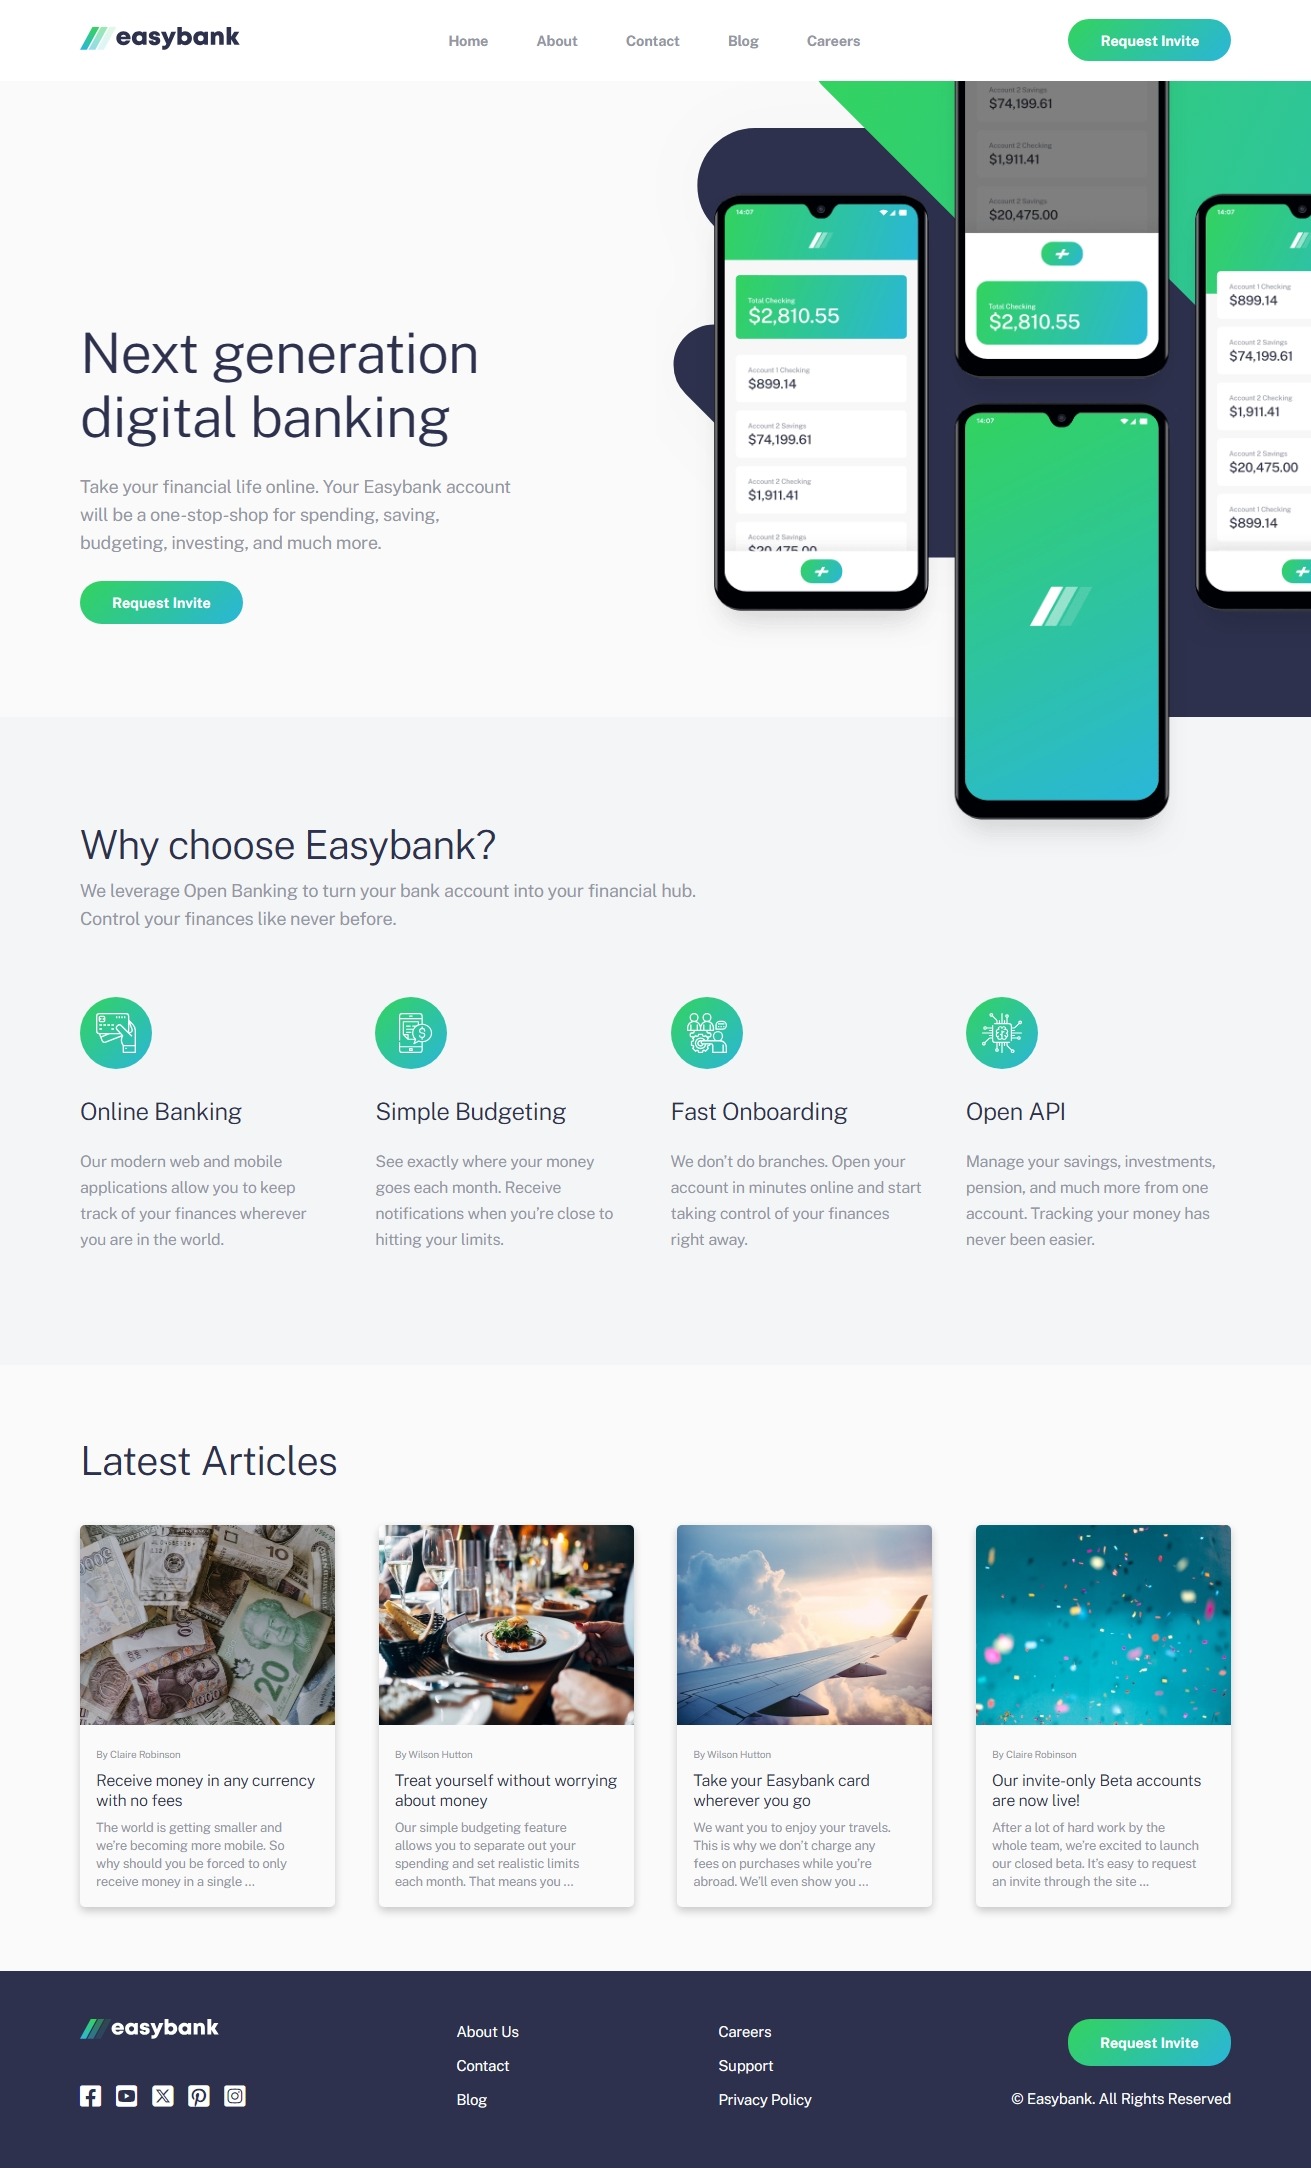 easybank
Home
About
Contact
Blog
Careers
Request Invite
Next generation
digital banking
Take your financial life online. Your Easybank account
will be a one-stop-shop for spending, saving,
budgeting, investing, and much more.
Request Invite
14:07
Total Checking
$2,810.55
Account 1 Checking
$899.14
Account 2 Savings
$74,199.61
Account 2 Checking
$1,911.41
Account 2 Savings
$20,475.00
Account 2 Savings
$74,199.61
Account 2 Checking
$1,911.41
Account 2 Savings
$20,475.00
Total Checking
$2,810.55
14:07
14:07
Account 1 Checking
$899.14
Account 2 Savings
$74,199.61
Account 2 Checking
$1,911.41
Account 2 Savings
$20,475.00
Account 1 Checking
$899.14
Why choose Easybank?
We leverage Open Banking to turn your bank account into your financial hub.
Control your finances like never before.
Online Banking
Our modern web and mobile
applications allow you to keep
track of your finances wherever
you are in the world.
Simple Budgeting
See exactly where your money
goes each month. Receive
notifications when you're close to
hitting your limits.
Fast Onboarding
We don't do branches. Open your
account in minutes online and start
taking control of your finances
right away.
Open API
Manage your savings, investments,
pension, and much more from one
account. Tracking your money has
never been easier.
Latest Articles
10
20
1000
By Claire Robinson
Receive money in any currency
with no fees
The world is getting smaller and
we're becoming more mobile. So
why should you be forced to only
receive money in a single ...
By Wilson Hutton
Treat yourself without worrying
about money
Our simple budgeting feature
allows you to separate out your
spending and set realistic limits
each month. That means you ...
By Wilson Hutton
Take your Easybank card
wherever you go
We want you to enjoy your travels.
This is why we don't charge any
fees on purchases while you're
abroad. We'll even show you ...
By Claire Robinson
Our invite-only Beta accounts
are now live!
After a lot of hard work by the
whole team, we're excited to launch
our closed beta. It's easy to request
an invite through the site ...
easybank
About Us
Contact
Blog
Careers
Support
Privacy Policy
Request Invite
© Easybank. All Rights Reserved